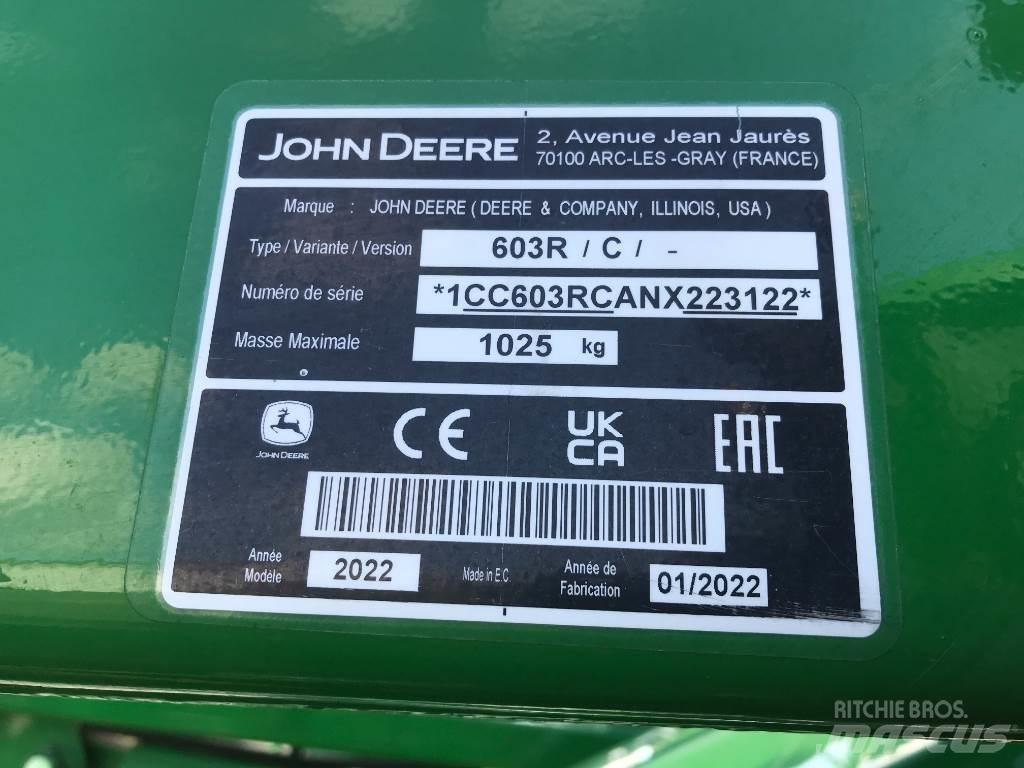 JOHN DEERE
2, Avenue Jean Jaurès
70100 ARC-LES -GRAY (FRANCE)
Marque : JOHN DEERE ( DEERE & COMPANY, ILLINOIS, USA )
Type / Variante / Version 603R / C / -
Numéro de série *1CC603RCANX223122*
Masse Maximale 1025 kg
JOHN DEERE
CE
UK
CA
EAC
Année
Modèle
2022
Made in E.C.
Année de
Fabrication
01/2022
RITCHIE BROS.
MASCUS